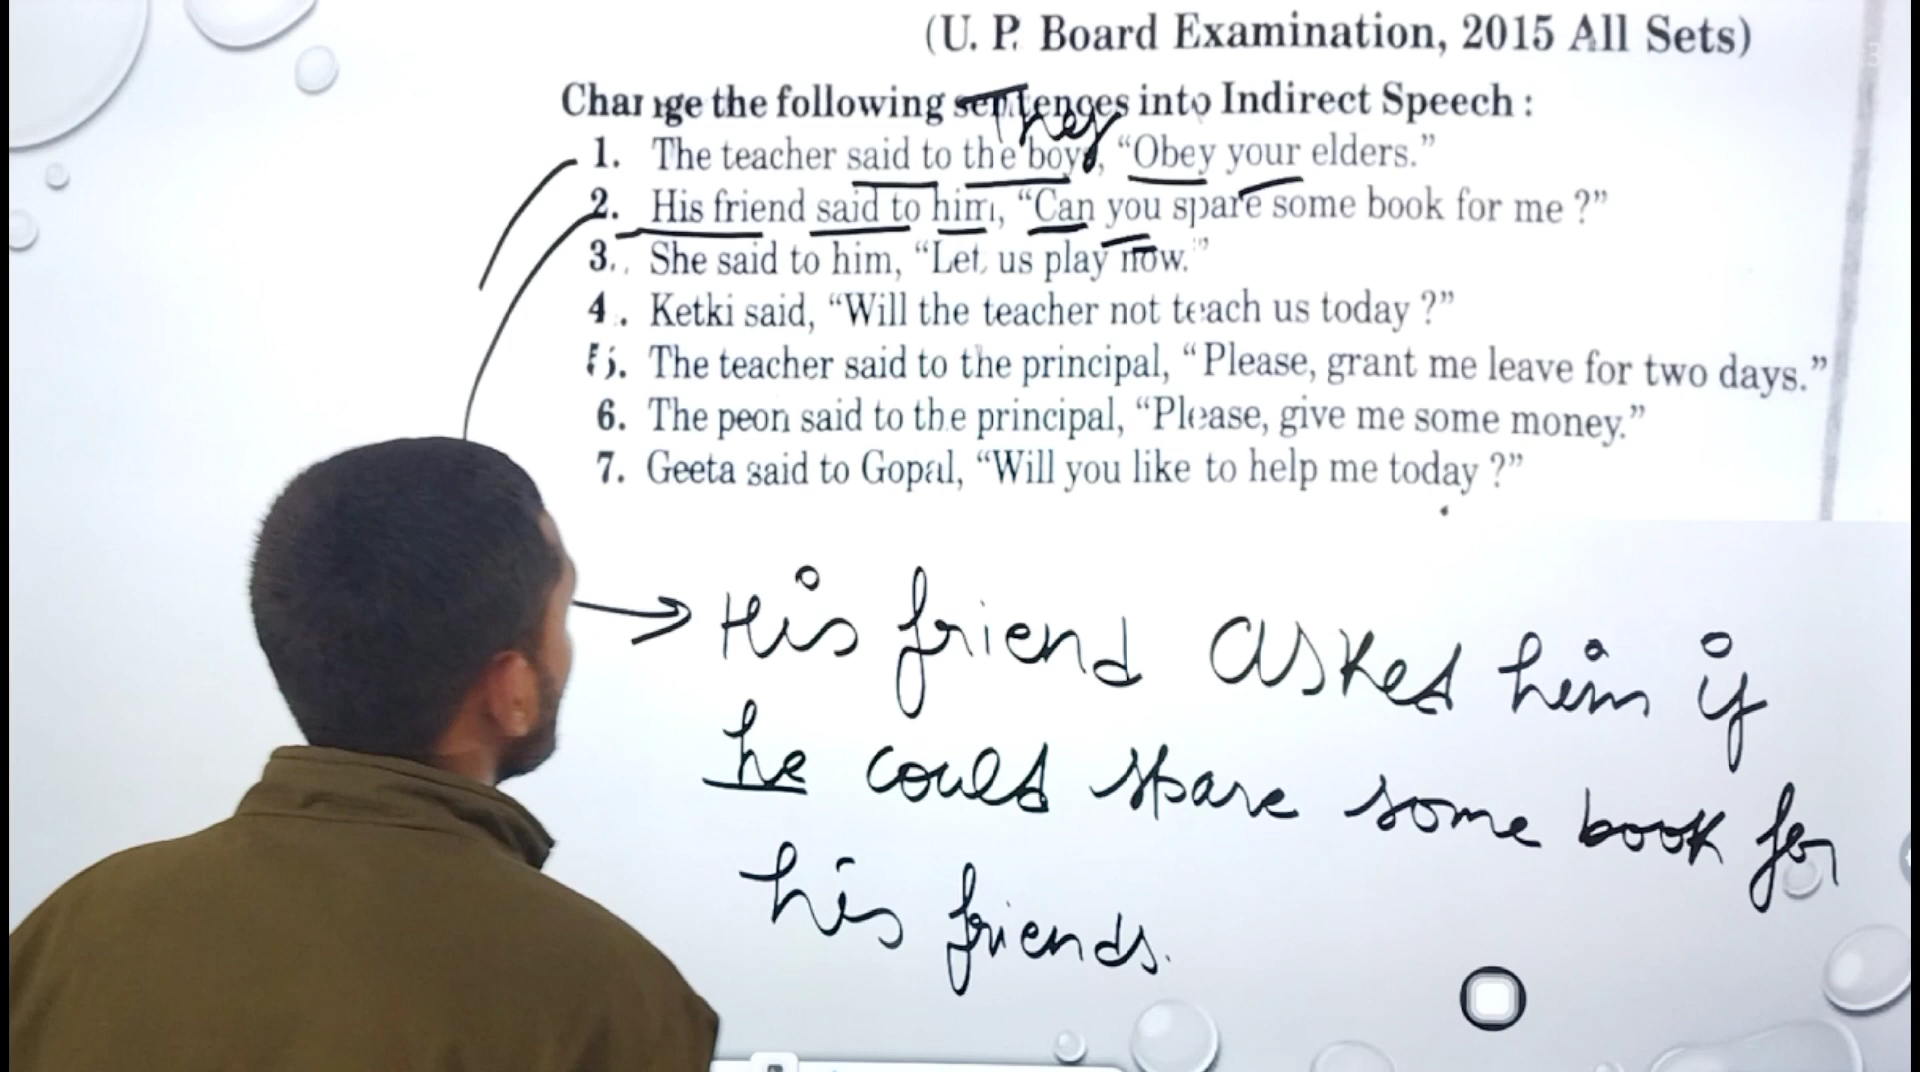 (U. P. Board Examination, 2015 All Sets)
Change the following sentences into Indirect Speech :
They
1. The teacher said to the boys, “Obey your elders.”
2. His friend said to him, “Can you spare some book for me ?”
3. She said to him, “Let us play now.”
4. Ketki said, “Will the teacher not teach us today ?”
5. The teacher said to the principal, “Please, grant me leave for two days.”
6. The peon said to the principal, “Please, give me some money.”
7. Geeta said to Gopal, “Will you like to help me today ?”
His friend asked him if
he could spare some book for
his friends.